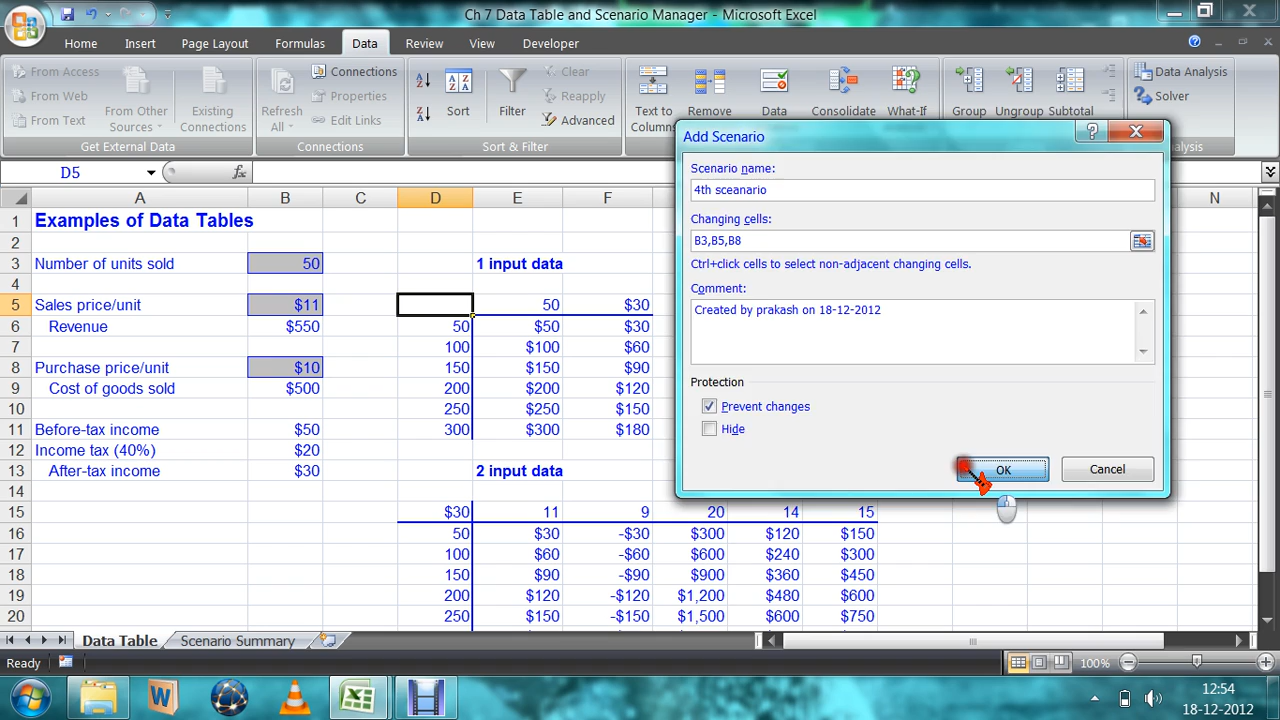 Ch 7 Data Table and Scenario Manager - Microsoft Excel
Home Insert Page Layout Formulas Data Review View Developer
From Access
From Web
From Text
From Other Sources
Existing Connections
Get External Data
Refresh All
Connections
Properties
Edit Links
Connections
Sort
Filter
Clear
Reapply
Advanced
Sort & Filter
Text to Columns
Remove
Data
Consolidate
What-If
Group
Ungroup
Subtotal
Data Analysis
Solver
D5
A B C D E F N
1 Examples of Data Tables
2
3 Number of units sold 50 1 input data
4
5 Sales price/unit $11 50 $30
6 Revenue $550 50 $50 $30
7 100 $100 $60
8 Purchase price/unit $10 150 $150 $90
9 Cost of goods sold $500 200 $200 $120
10 250 $250 $150
11 Before-tax income $50 300 $300 $180
12 Income tax (40%) $20
13 After-tax income $30 2 input data
14
15 $30 11 9 20 14 15
16 50 $30 -$30 $300 $120 $150
17 100 $60 -$60 $600 $240 $300
18 150 $90 -$90 $900 $360 $450
19 200 $120 -$120 $1,200 $480 $600
20 250 $150 -$150 $1,500 $600 $750
Add Scenario
Scenario name:
4th sceanario
Changing cells:
B3,B5,B8
Ctrl+click cells to select non-adjacent changing cells.
Comment:
Created by prakash on 18-12-2012
Protection
Prevent changes
Hide
OK Cancel
Data Table Scenario Summary
Ready 100%
12:54
18-12-2012